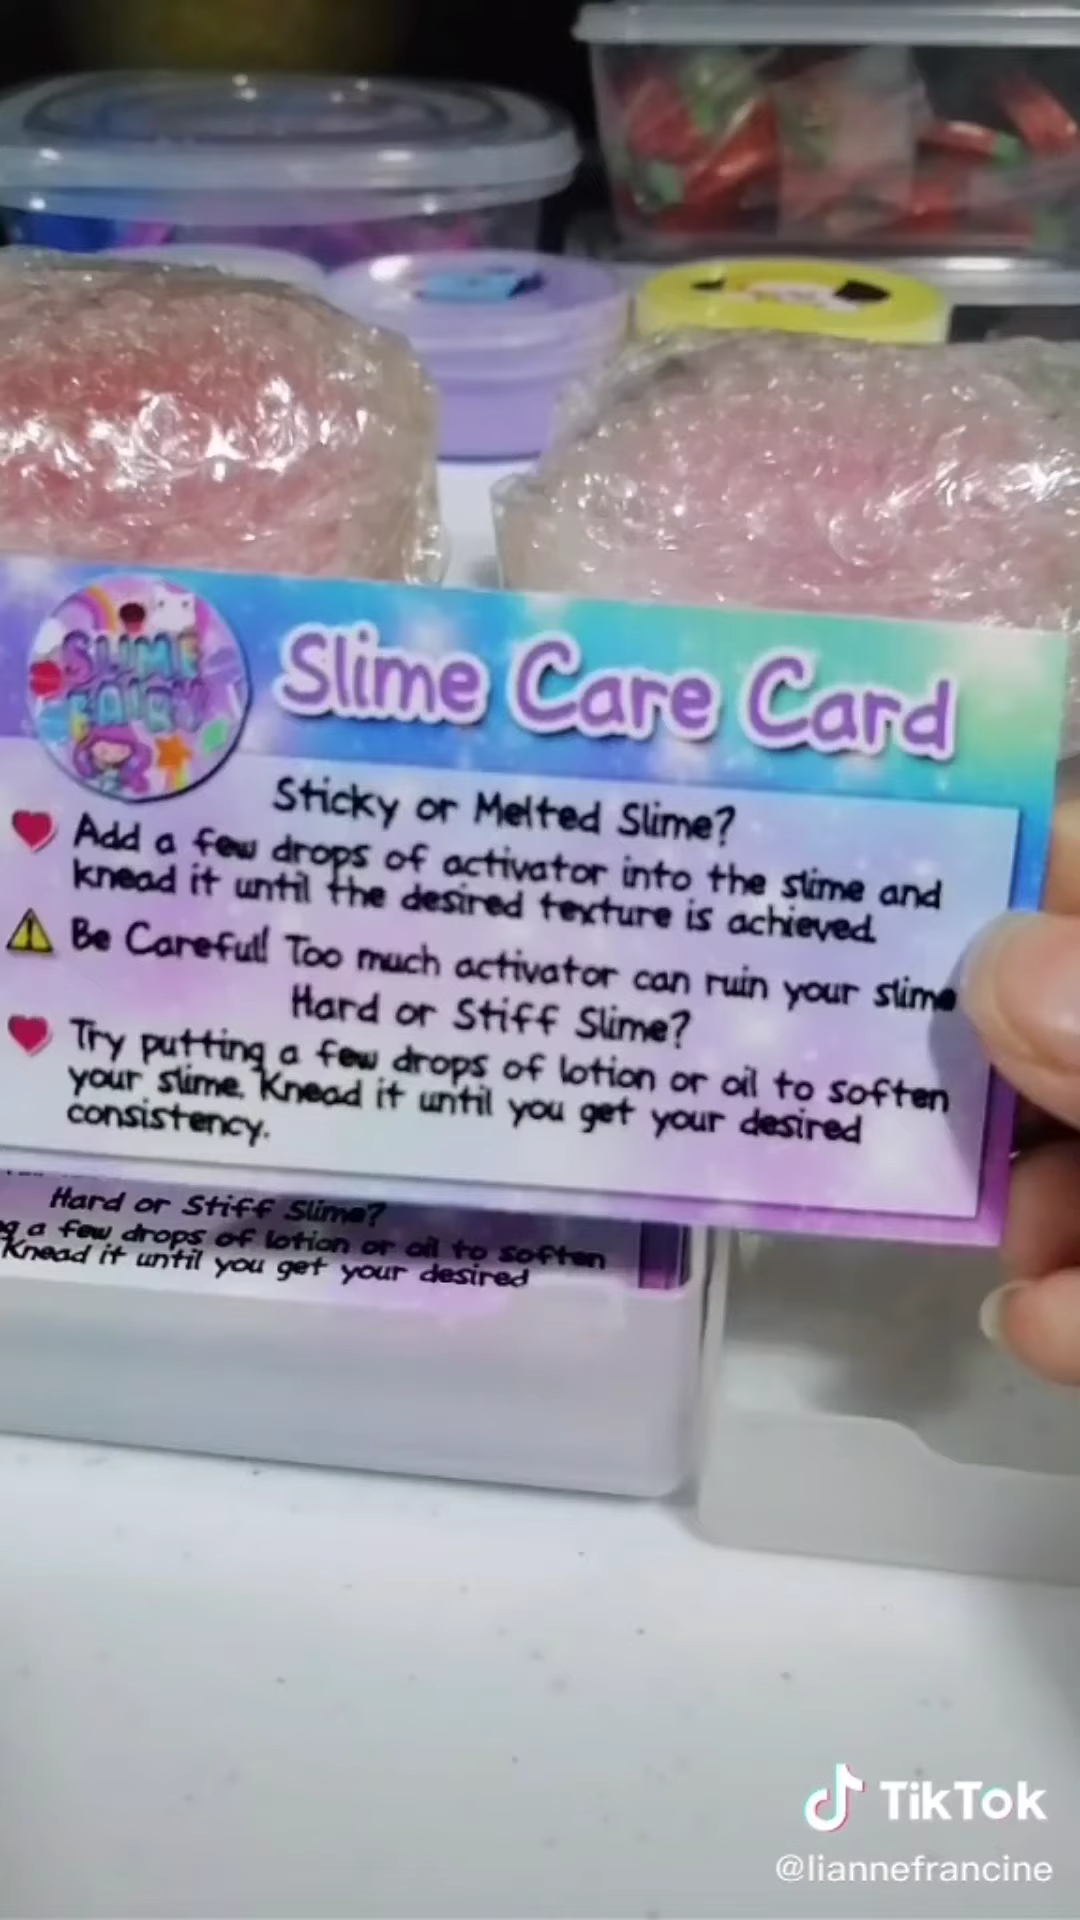 SLIME
FAIRY
Slime Care Card
Sticky or Melted Slime?
Add a few drops of activator into the slime and
knead it until the desired texture is achieved.
Be Careful! Too much activator can ruin your slime
Hard or Stiff Slime?
Try putting a few drops of lotion or oil to soften
your slime. Knead it until you get your desired
consistency.
Hard or Stiff Slime?
a few drops of lotion or oil to soften
Knead it until you get your desired
TikTok
@liannefrancine